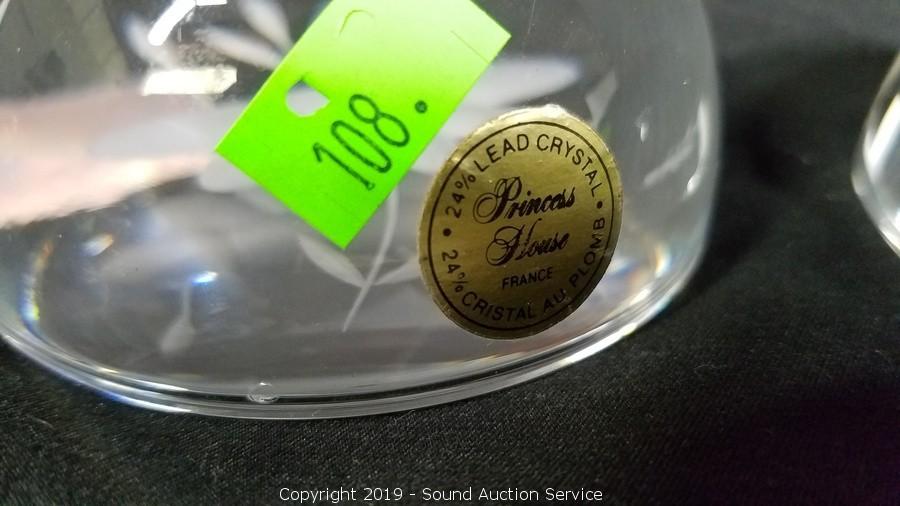 108.
24% LEAD CRYSTAL
Princess
House
FRANCE
24% CRISTAL AU PLOMB
Copyright 2019 - Sound Auction Service